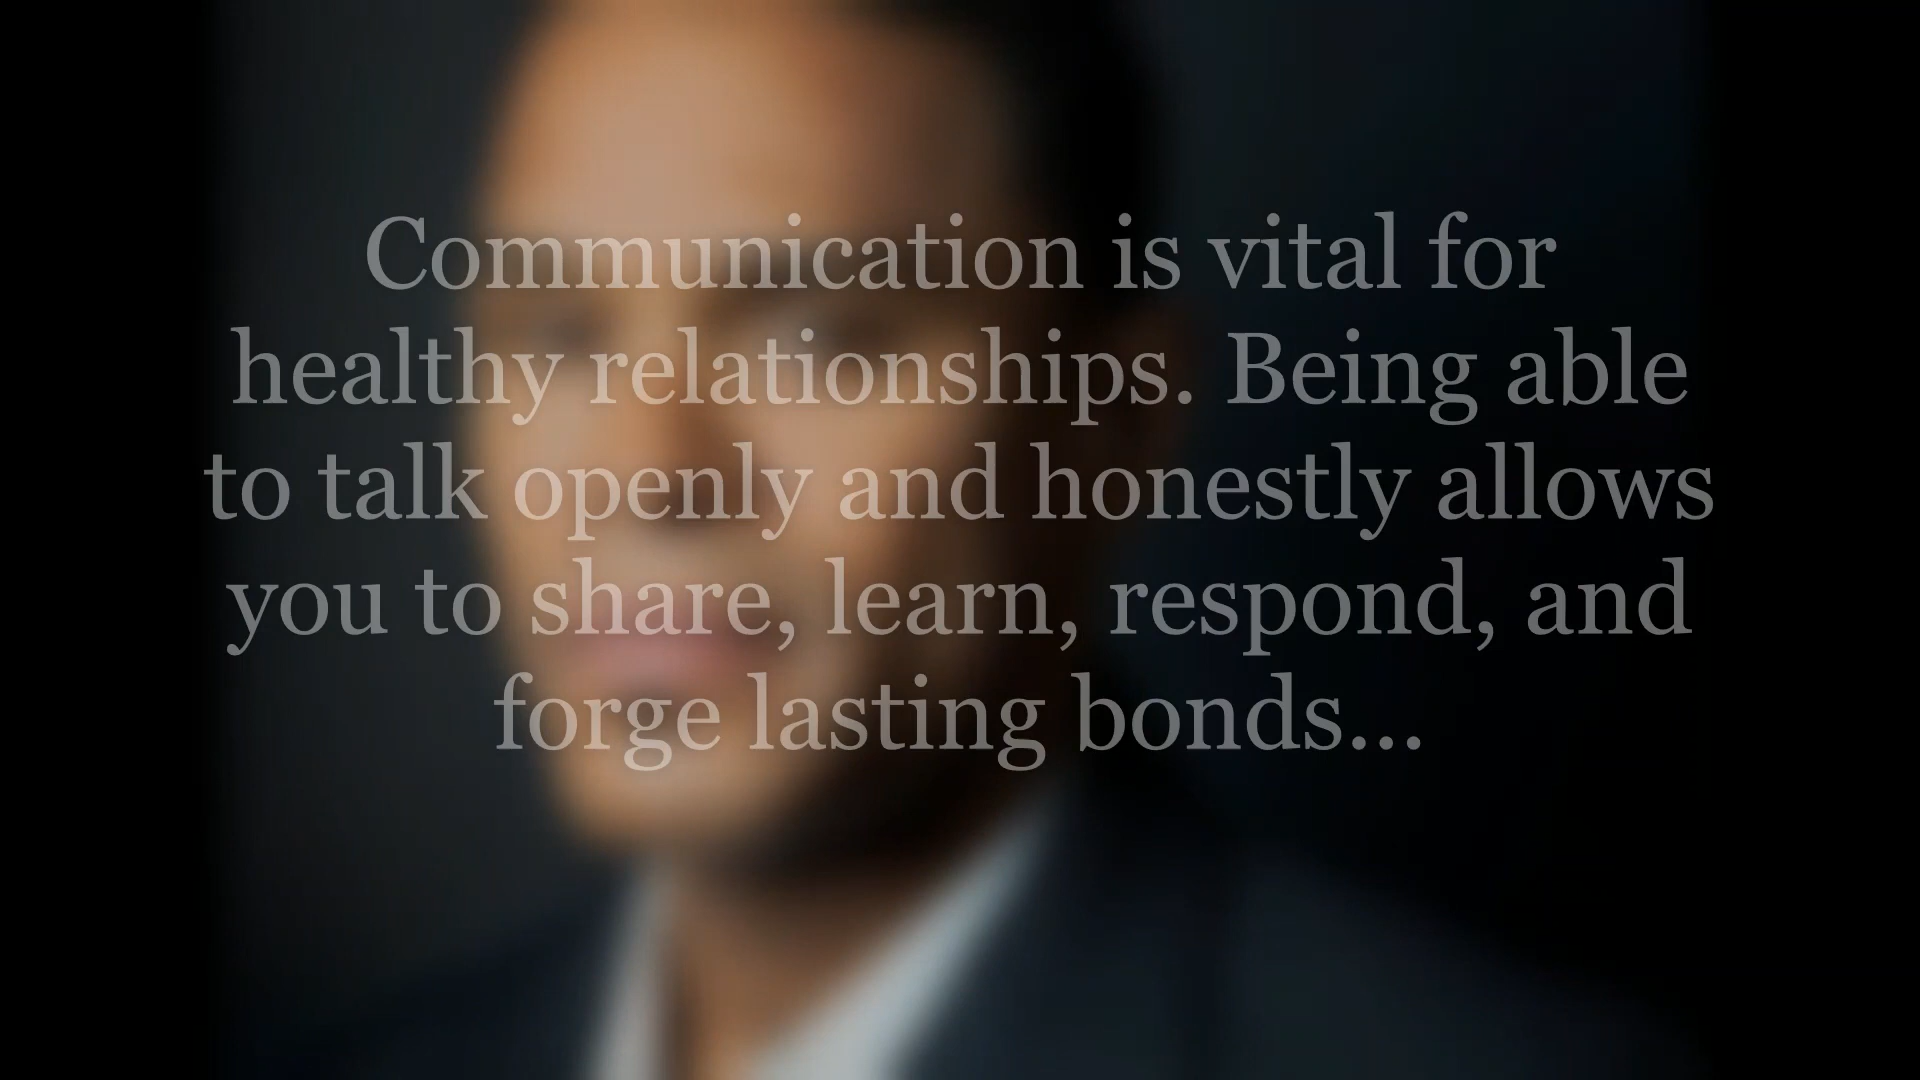 Communication is vital for
healthy relationships. Being able
to talk openly and honestly allows
you to share, learn, respond, and
forge lasting bonds...